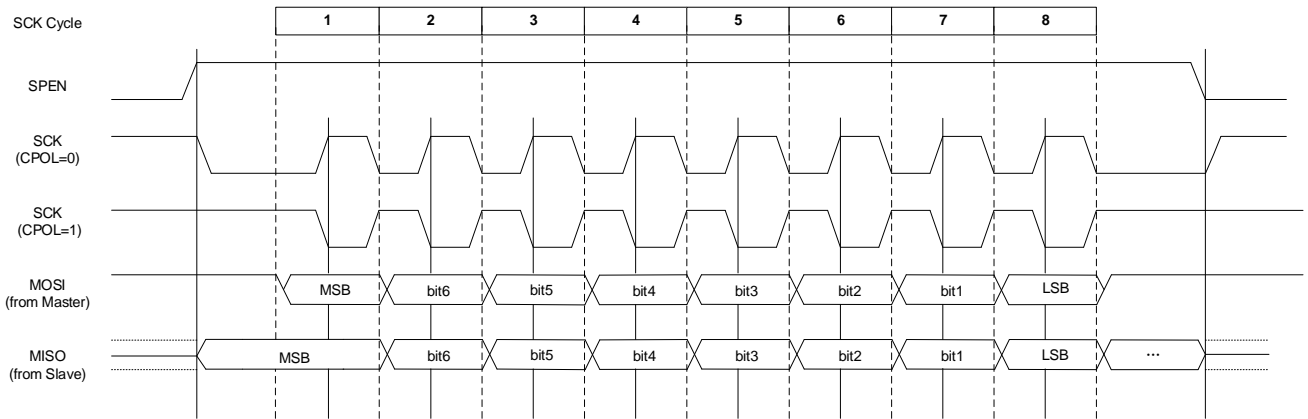 SCK Cycle 1 2 3 4 5 6 7 8
SPEN
SCK
(CPOL=0)
SCK
(CPOL=1)
MOSI
(from Master)
MSB bit6 bit5 bit4 bit3 bit2 bit1 LSB
MISO
(from Slave)
MSB bit6 bit5 bit4 bit3 bit2 bit1 LSB ...